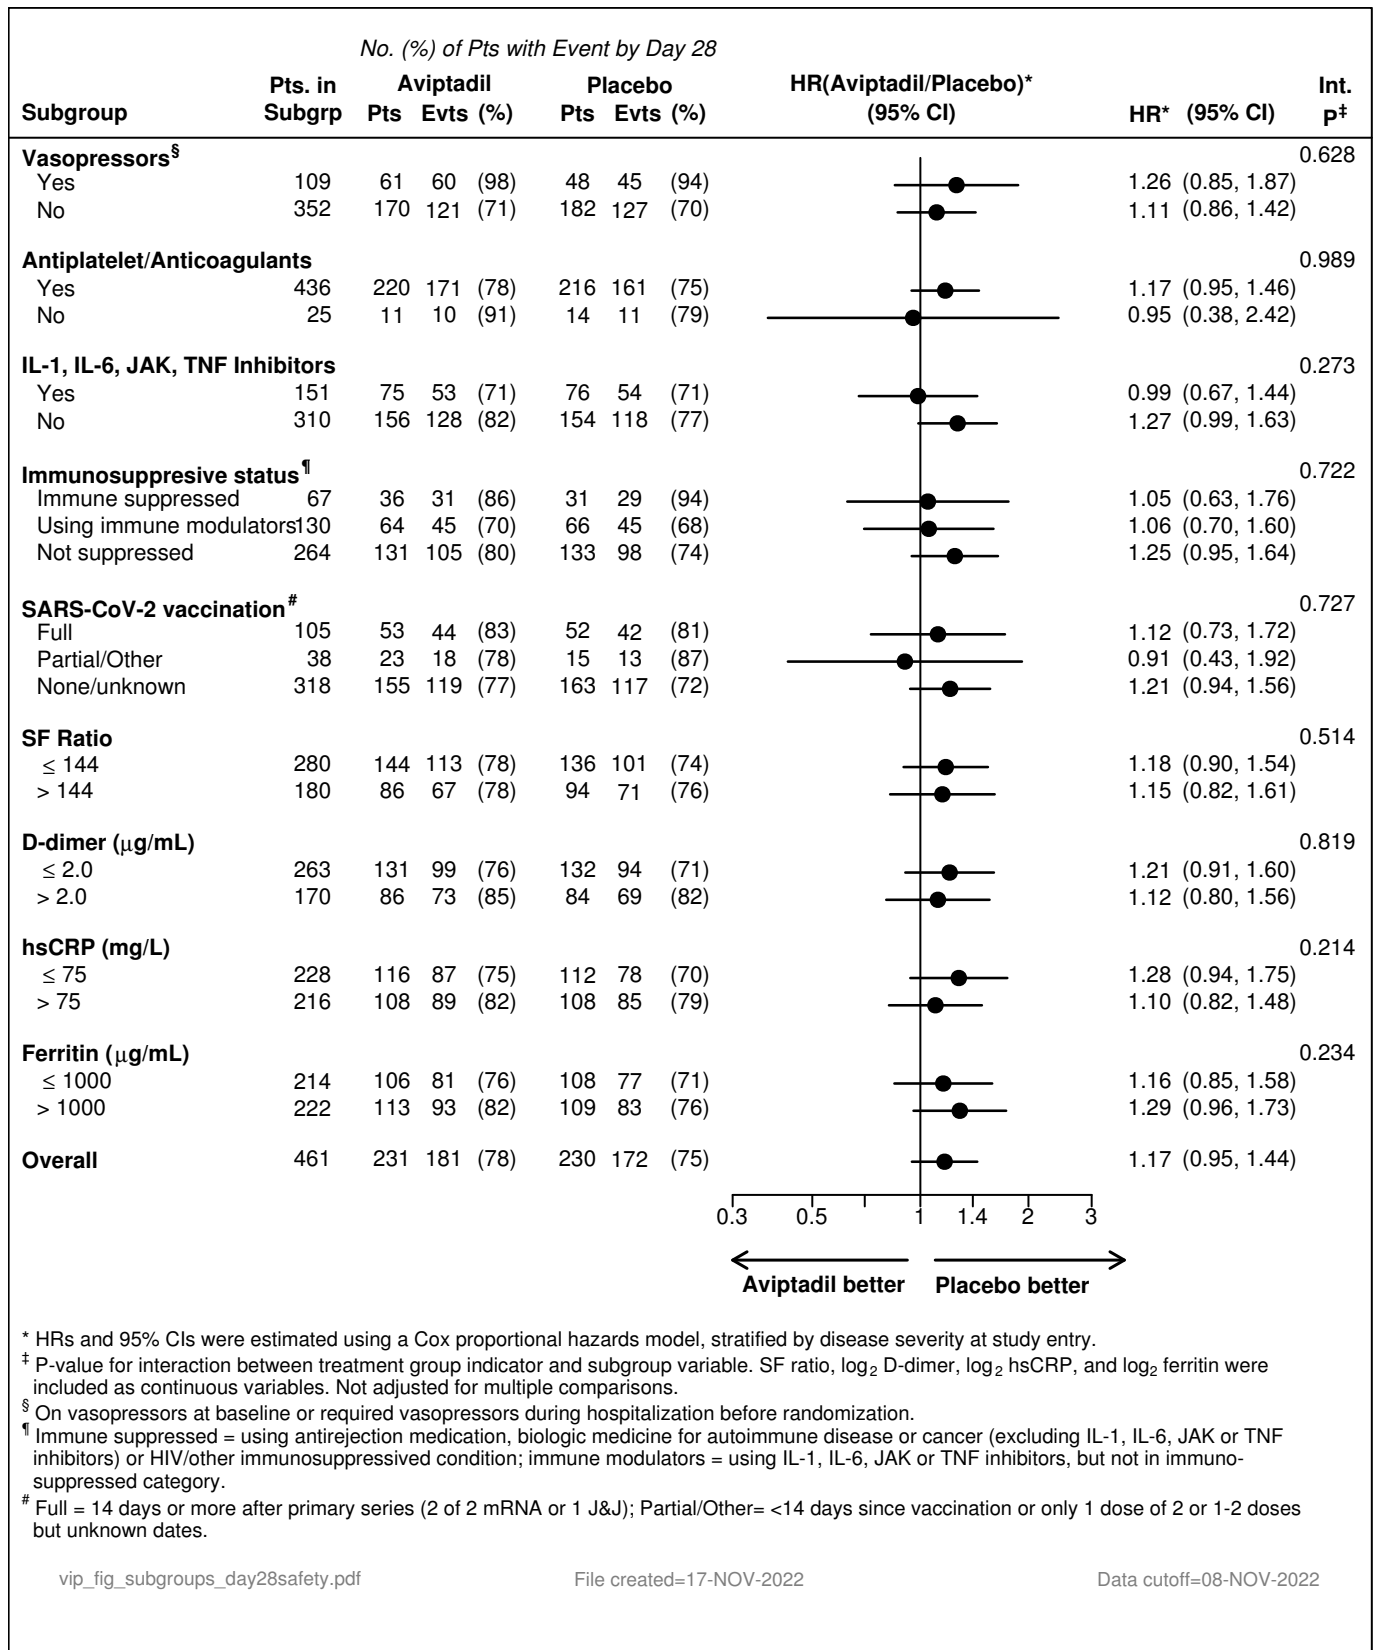 No. (%) of Pts with Event by Day 28
Pts. in Aviptadil Placebo HR(Aviptadil/Placebo)* Int.
Subgroup Subgrp Pts Evts (%) Pts Evts (%) (95% CI) HR* (95% CI) P‡
Vasopressors§ 0.628
Yes 109 61 60 (98) 48 45 (94) 1.26 (0.85, 1.87)
No 352 170 121 (71) 182 127 (70) 1.11 (0.86, 1.42)
Antiplatelet/Anticoagulants 0.989
Yes 436 220 171 (78) 216 161 (75) 1.17 (0.95, 1.46)
No 25 11 10 (91) 14 11 (79) 0.95 (0.38, 2.42)
IL-1, IL-6, JAK, TNF Inhibitors 0.273
Yes 151 75 53 (71) 76 54 (71) 0.99 (0.67, 1.44)
No 310 156 128 (82) 154 118 (77) 1.27 (0.99, 1.63)
Immunosuppresive status¶ 0.722
Immune suppressed 67 36 31 (86) 31 29 (94) 1.05 (0.63, 1.76)
Using immune modulators 130 64 45 (70) 66 45 (68) 1.06 (0.70, 1.60)
Not suppressed 264 131 105 (80) 133 98 (74) 1.25 (0.95, 1.64)
SARS-CoV-2 vaccination# 0.727
Full 105 53 44 (83) 52 42 (81) 1.12 (0.73, 1.72)
Partial/Other 38 23 18 (78) 15 13 (87) 0.91 (0.43, 1.92)
None/unknown 318 155 119 (77) 163 117 (72) 1.21 (0.94, 1.56)
SF Ratio 0.514
≤ 144 280 144 113 (78) 136 101 (74) 1.18 (0.90, 1.54)
> 144 180 86 67 (78) 94 71 (76) 1.15 (0.82, 1.61)
D-dimer (μg/mL) 0.819
≤ 2.0 263 131 99 (76) 132 94 (71) 1.21 (0.91, 1.60)
> 2.0 170 86 73 (85) 84 69 (82) 1.12 (0.80, 1.56)
hsCRP (mg/L) 0.214
≤ 75 228 116 87 (75) 112 78 (70) 1.28 (0.94, 1.75)
> 75 216 108 89 (82) 108 85 (79) 1.10 (0.82, 1.48)
Ferritin (μg/mL) 0.234
≤ 1000 214 106 81 (76) 108 77 (71) 1.16 (0.85, 1.58)
> 1000 222 113 93 (82) 109 83 (76) 1.29 (0.96, 1.73)
Overall 461 231 181 (78) 230 172 (75) 1.17 (0.95, 1.44)
0.3 0.5 1 1.4 2 3
Aviptadil better Placebo better
* HRs and 95% CIs were estimated using a Cox proportional hazards model, stratified by disease severity at study entry.
‡ P-value for interaction between treatment group indicator and subgroup variable. SF ratio, log₂ D-dimer, log₂ hsCRP, and log₂ ferritin were
included as continuous variables. Not adjusted for multiple comparisons.
§ On vasopressors at baseline or required vasopressors during hospitalization before randomization.
¶ Immune suppressed = using antirejection medication, biologic medicine for autoimmune disease or cancer (excluding IL-1, IL-6, JAK or TNF
inhibitors) or HIV/other immunosuppressived condition; immune modulators = using IL-1, IL-6, JAK or TNF inhibitors, but not in immuno-
suppressed category.
# Full = 14 days or more after primary series (2 of 2 mRNA or 1 J&J); Partial/Other= <14 days since vaccination or only 1 dose of 2 or 1-2 doses
but unknown dates.
vip_fig_subgroups_day28safety.pdf File created=17-NOV-2022 Data cutoff=08-NOV-2022